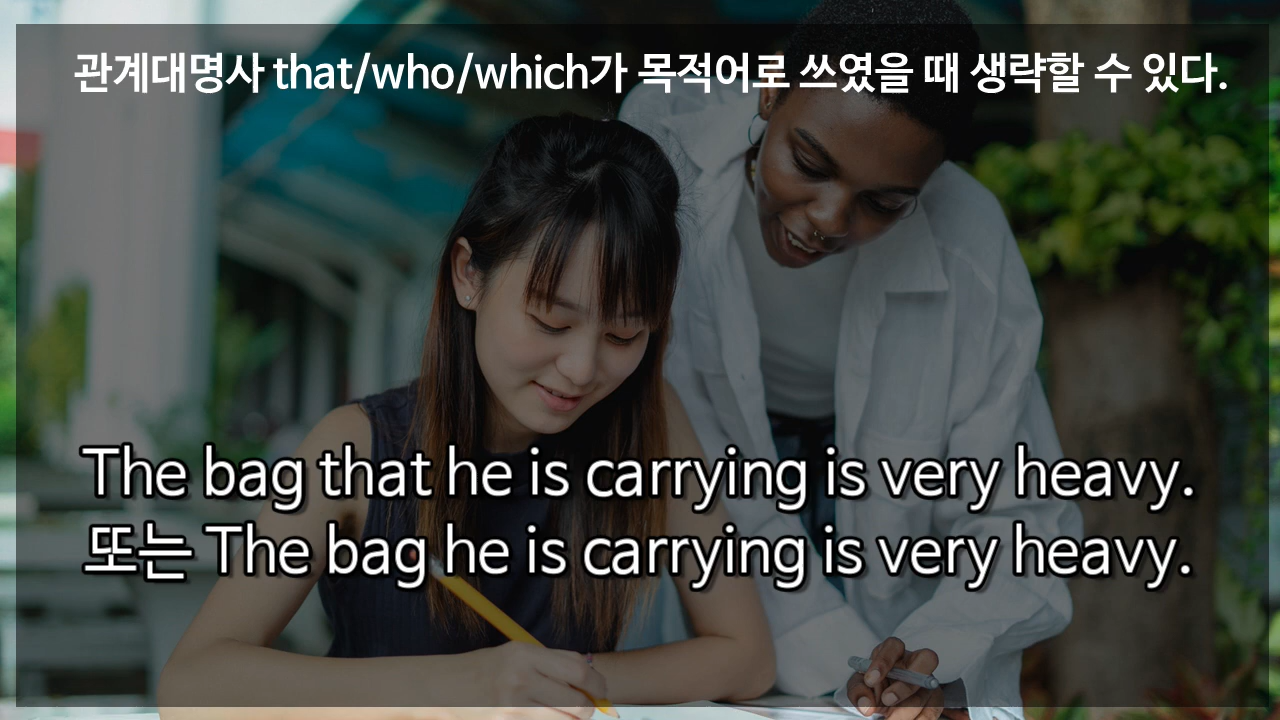 관계대명사 that/who/which가 목적어로 쓰였을 때 생략할 수 있다.
The bag that he is carrying is very heavy.
또는 The bag he is carrying is very heavy.